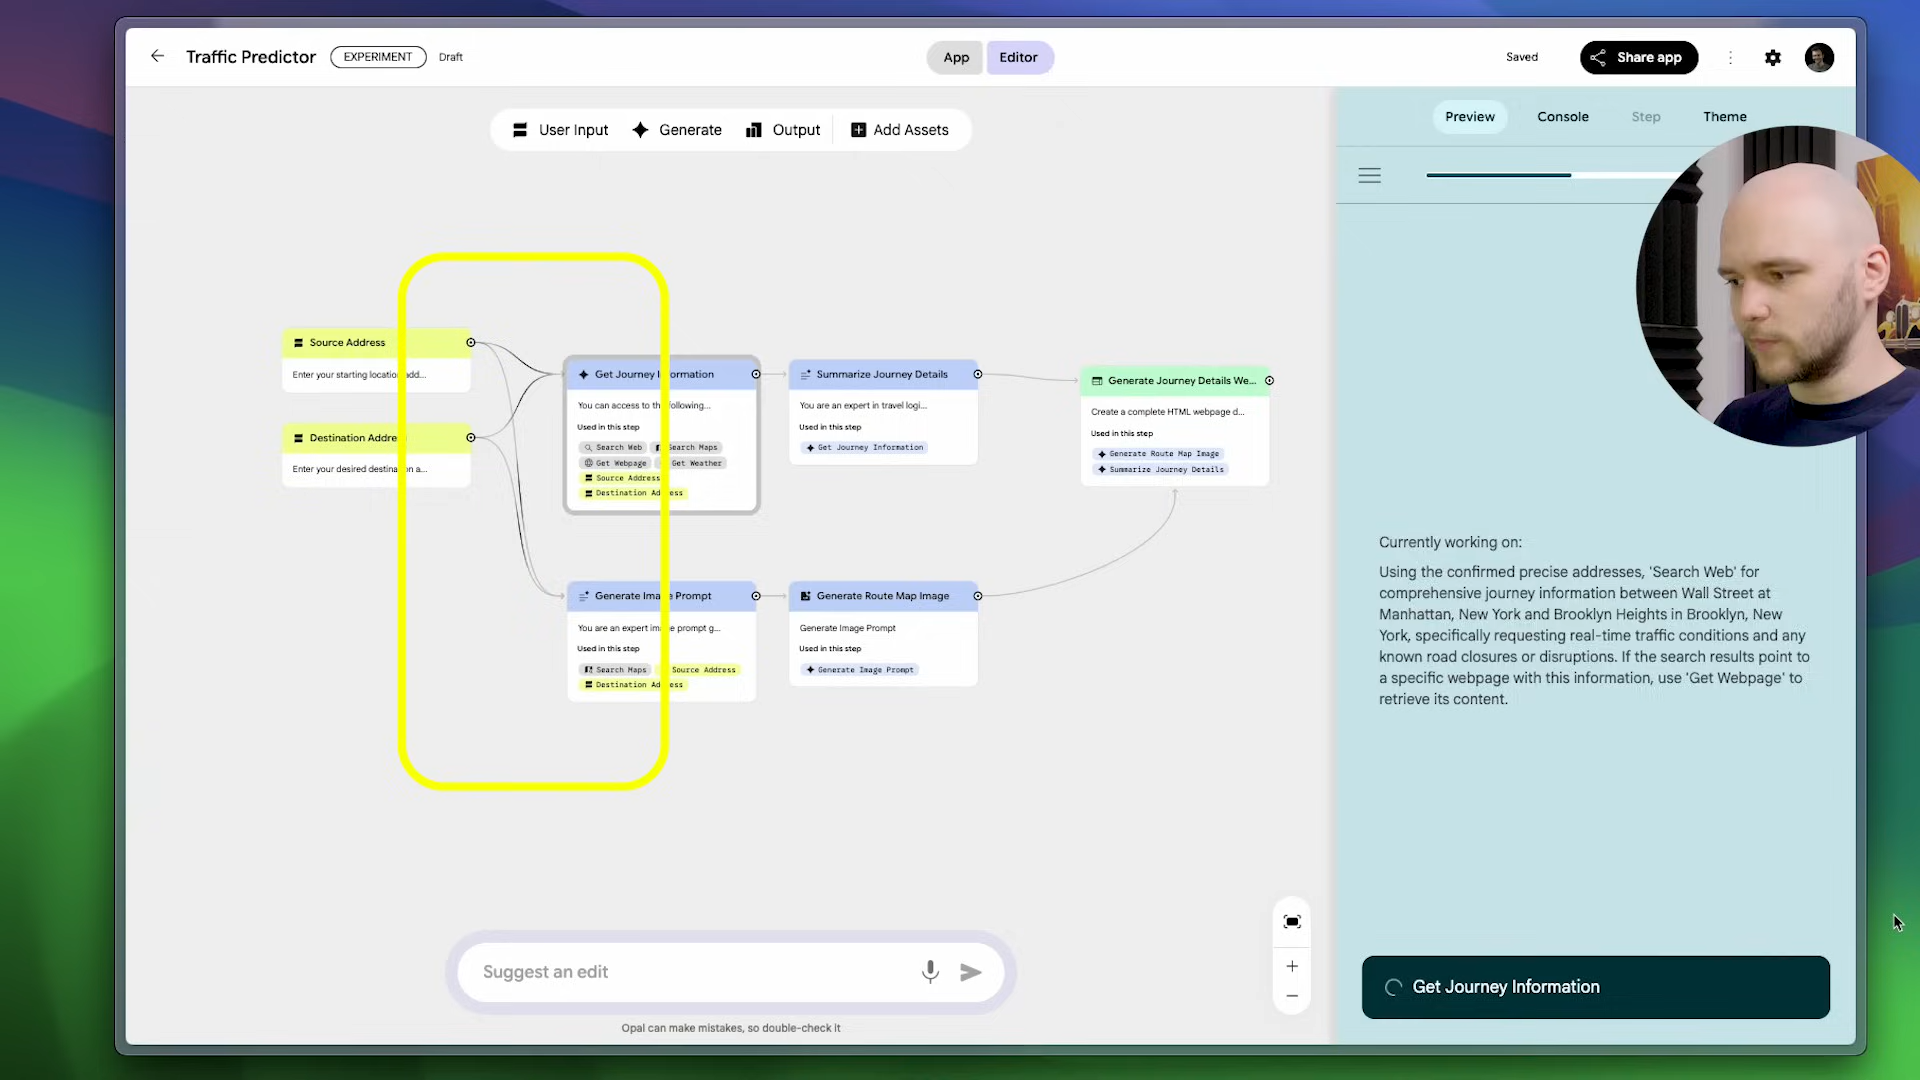 Traffic Predictor
EXPERIMENT
Draft
App
Editor
Saved
Share app
User Input
Generate
Output
Add Assets
Preview
Console
Step
Theme
Source Address
Enter your starting location add...
Destination Addre
Enter your desired destination a...
Get Journey Information
You can access to the following...
Used in this step
Search Web
Search Maps
Get Webpage
Get Weather
Source Address
Destination Address
Summarize Journey Details
You are an expert in travel logi...
Used in this step
Get Journey Information
Generate Journey Details We...
Create a complete HTML webpage d...
Used in this step
Generate Route Map Image
Summarize Journey Details
Generate Image Prompt
You are an expert image prompt g...
Used in this step
Search Maps
Source Address
Destination Address
Generate Route Map Image
Generate Image Prompt
Used in this step
Generate Image Prompt
Currently working on:
Using the confirmed precise addresses, 'Search Web' for
comprehensive journey information between Wall Street at
Manhattan, New York and Brooklyn Heights in Brooklyn, New
York, specifically requesting real-time traffic conditions and any
known road closures or disruptions. If the search results point to
a specific webpage with this information, use 'Get Webpage' to
retrieve its content.
Get Journey Information
Suggest an edit
Opal can make mistakes, so double-check it